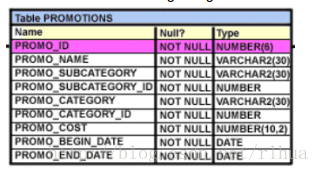 Table PROMOTIONS
Name Null? Type
PROMO_ID NOT NULL NUMBER(6)
PROMO_NAME NOT NULL VARCHAR2(30)
PROMO_SUBCATEGORY NOT NULL VARCHAR2(30)
PROMO_SUBCATEGORY_ID NOT NULL NUMBER
PROMO_CATEGORY NOT NULL VARCHAR2(30)
PROMO_CATEGORY_ID NOT NULL NUMBER
PROMO_COST NOT NULL NUMBER(10,2)
PROMO_BEGIN_DATE NOT NULL DATE
PROMO_END_DATE NOT NULL DATE